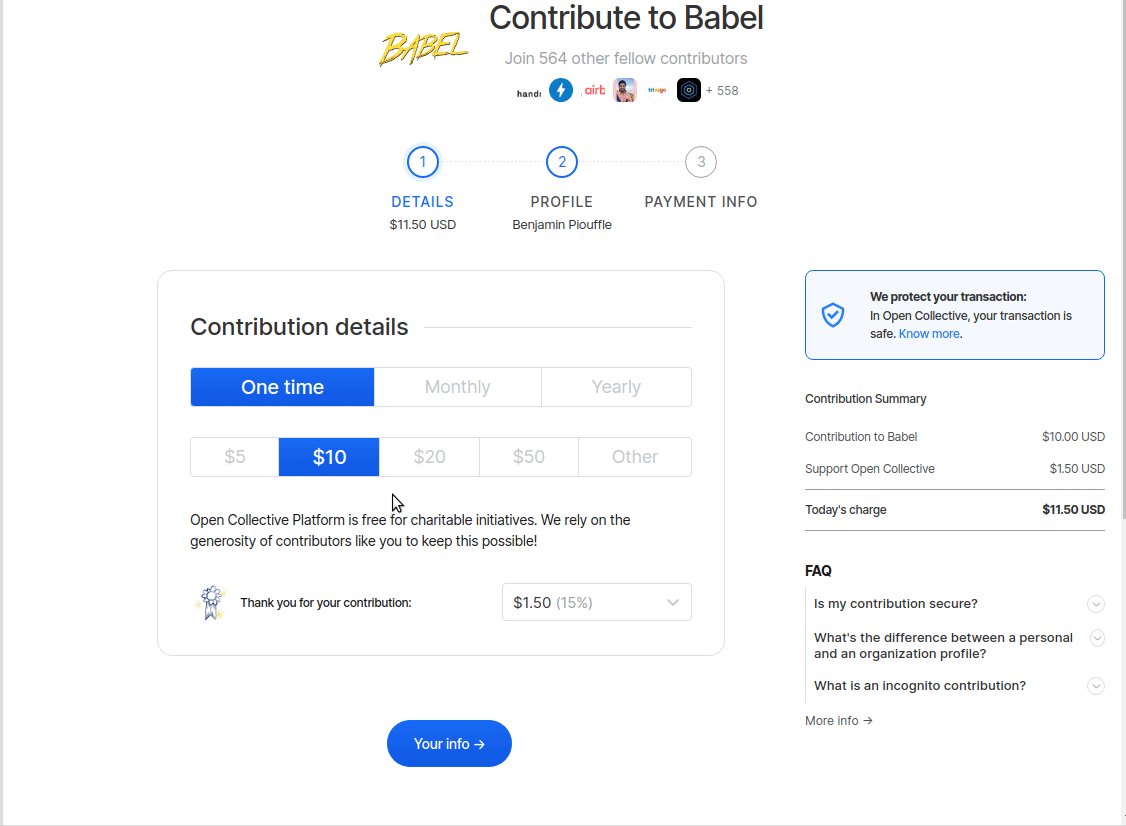 Contribute to Babel
BABEL
Join 564 other fellow contributors
hands
airb
trivago
+ 558
1
2
3
DETAILS
PROFILE
PAYMENT INFO
$11.50 USD
Benjamin Piouffle
Contribution details
One time
Monthly
Yearly
$5
$10
$20
$50
Other
Open Collective Platform is free for charitable initiatives. We rely on the
generosity of contributors like you to keep this possible!
Thank you for your contribution:
$1.50 (15%)
Your info →
We protect your transaction:
In Open Collective, your transaction is
safe. Know more.
Contribution Summary
Contribution to Babel
$10.00 USD
Support Open Collective
$1.50 USD
Today's charge
$11.50 USD
FAQ
Is my contribution secure?
What's the difference between a personal
and an organization profile?
What is an incognito contribution?
More info →